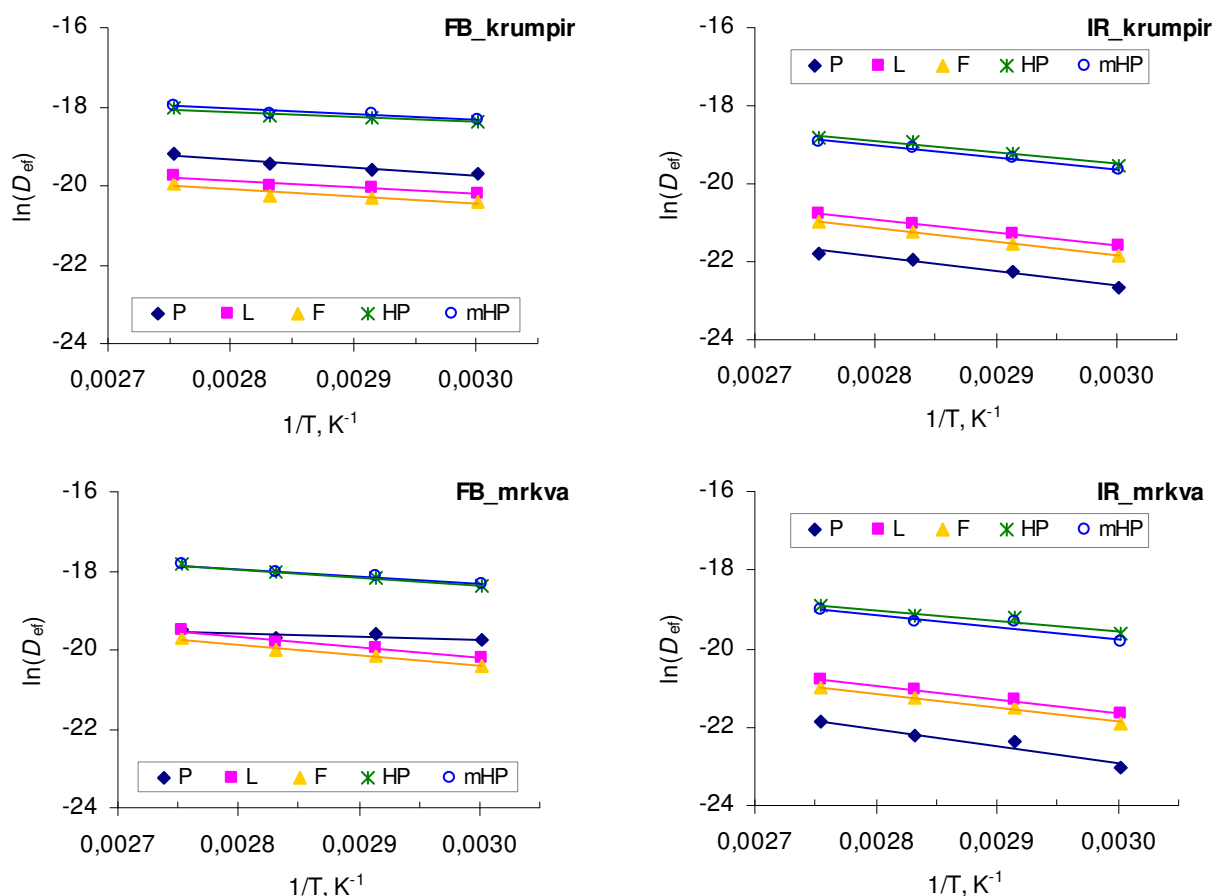 FB_krumpir
-16
-18
-20
-22
-24
ln(D ef)
P L F HP mHP
0,0027 0,0028 0,0029 0,0030
1/T, K-1
IR_krumpir
-16
P L F HP mHP
-18
-20
-22
-24
ln(D ef)
0,0027 0,0028 0,0029 0,0030
1/T, K-1
FB_mrkva
-16
-18
-20
-22
-24
ln(D ef)
P L F HP mHP
0,0027 0,0028 0,0029 0,0030
1/T, K-1
IR_mrkva
-16
P L F HP mHP
-18
-20
-22
-24
ln(D ef)
0,0027 0,0028 0,0029 0,0030
1/T, K-1